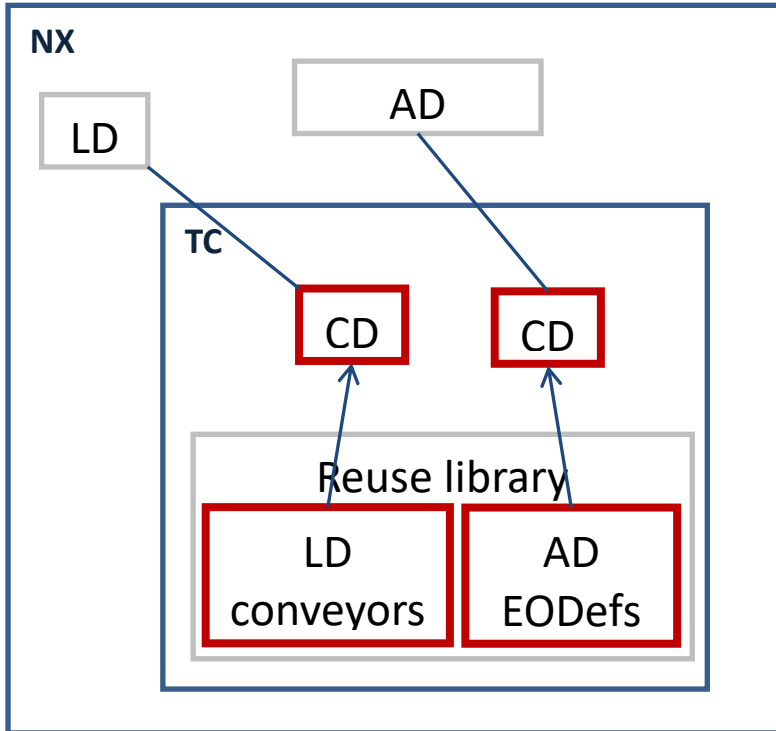 NX
AD
LD
TC
CD
CD
Reuse library
LD
conveyors
AD
EODefs